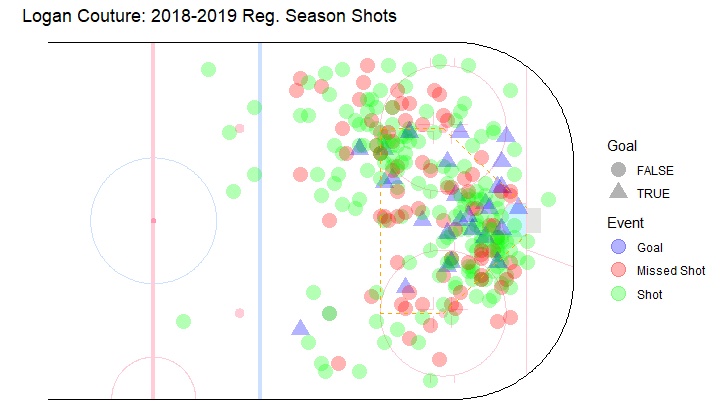 Logan Couture: 2018-2019 Reg. Season Shots
Goal
FALSE
TRUE
Event
Goal
Missed Shot
Shot